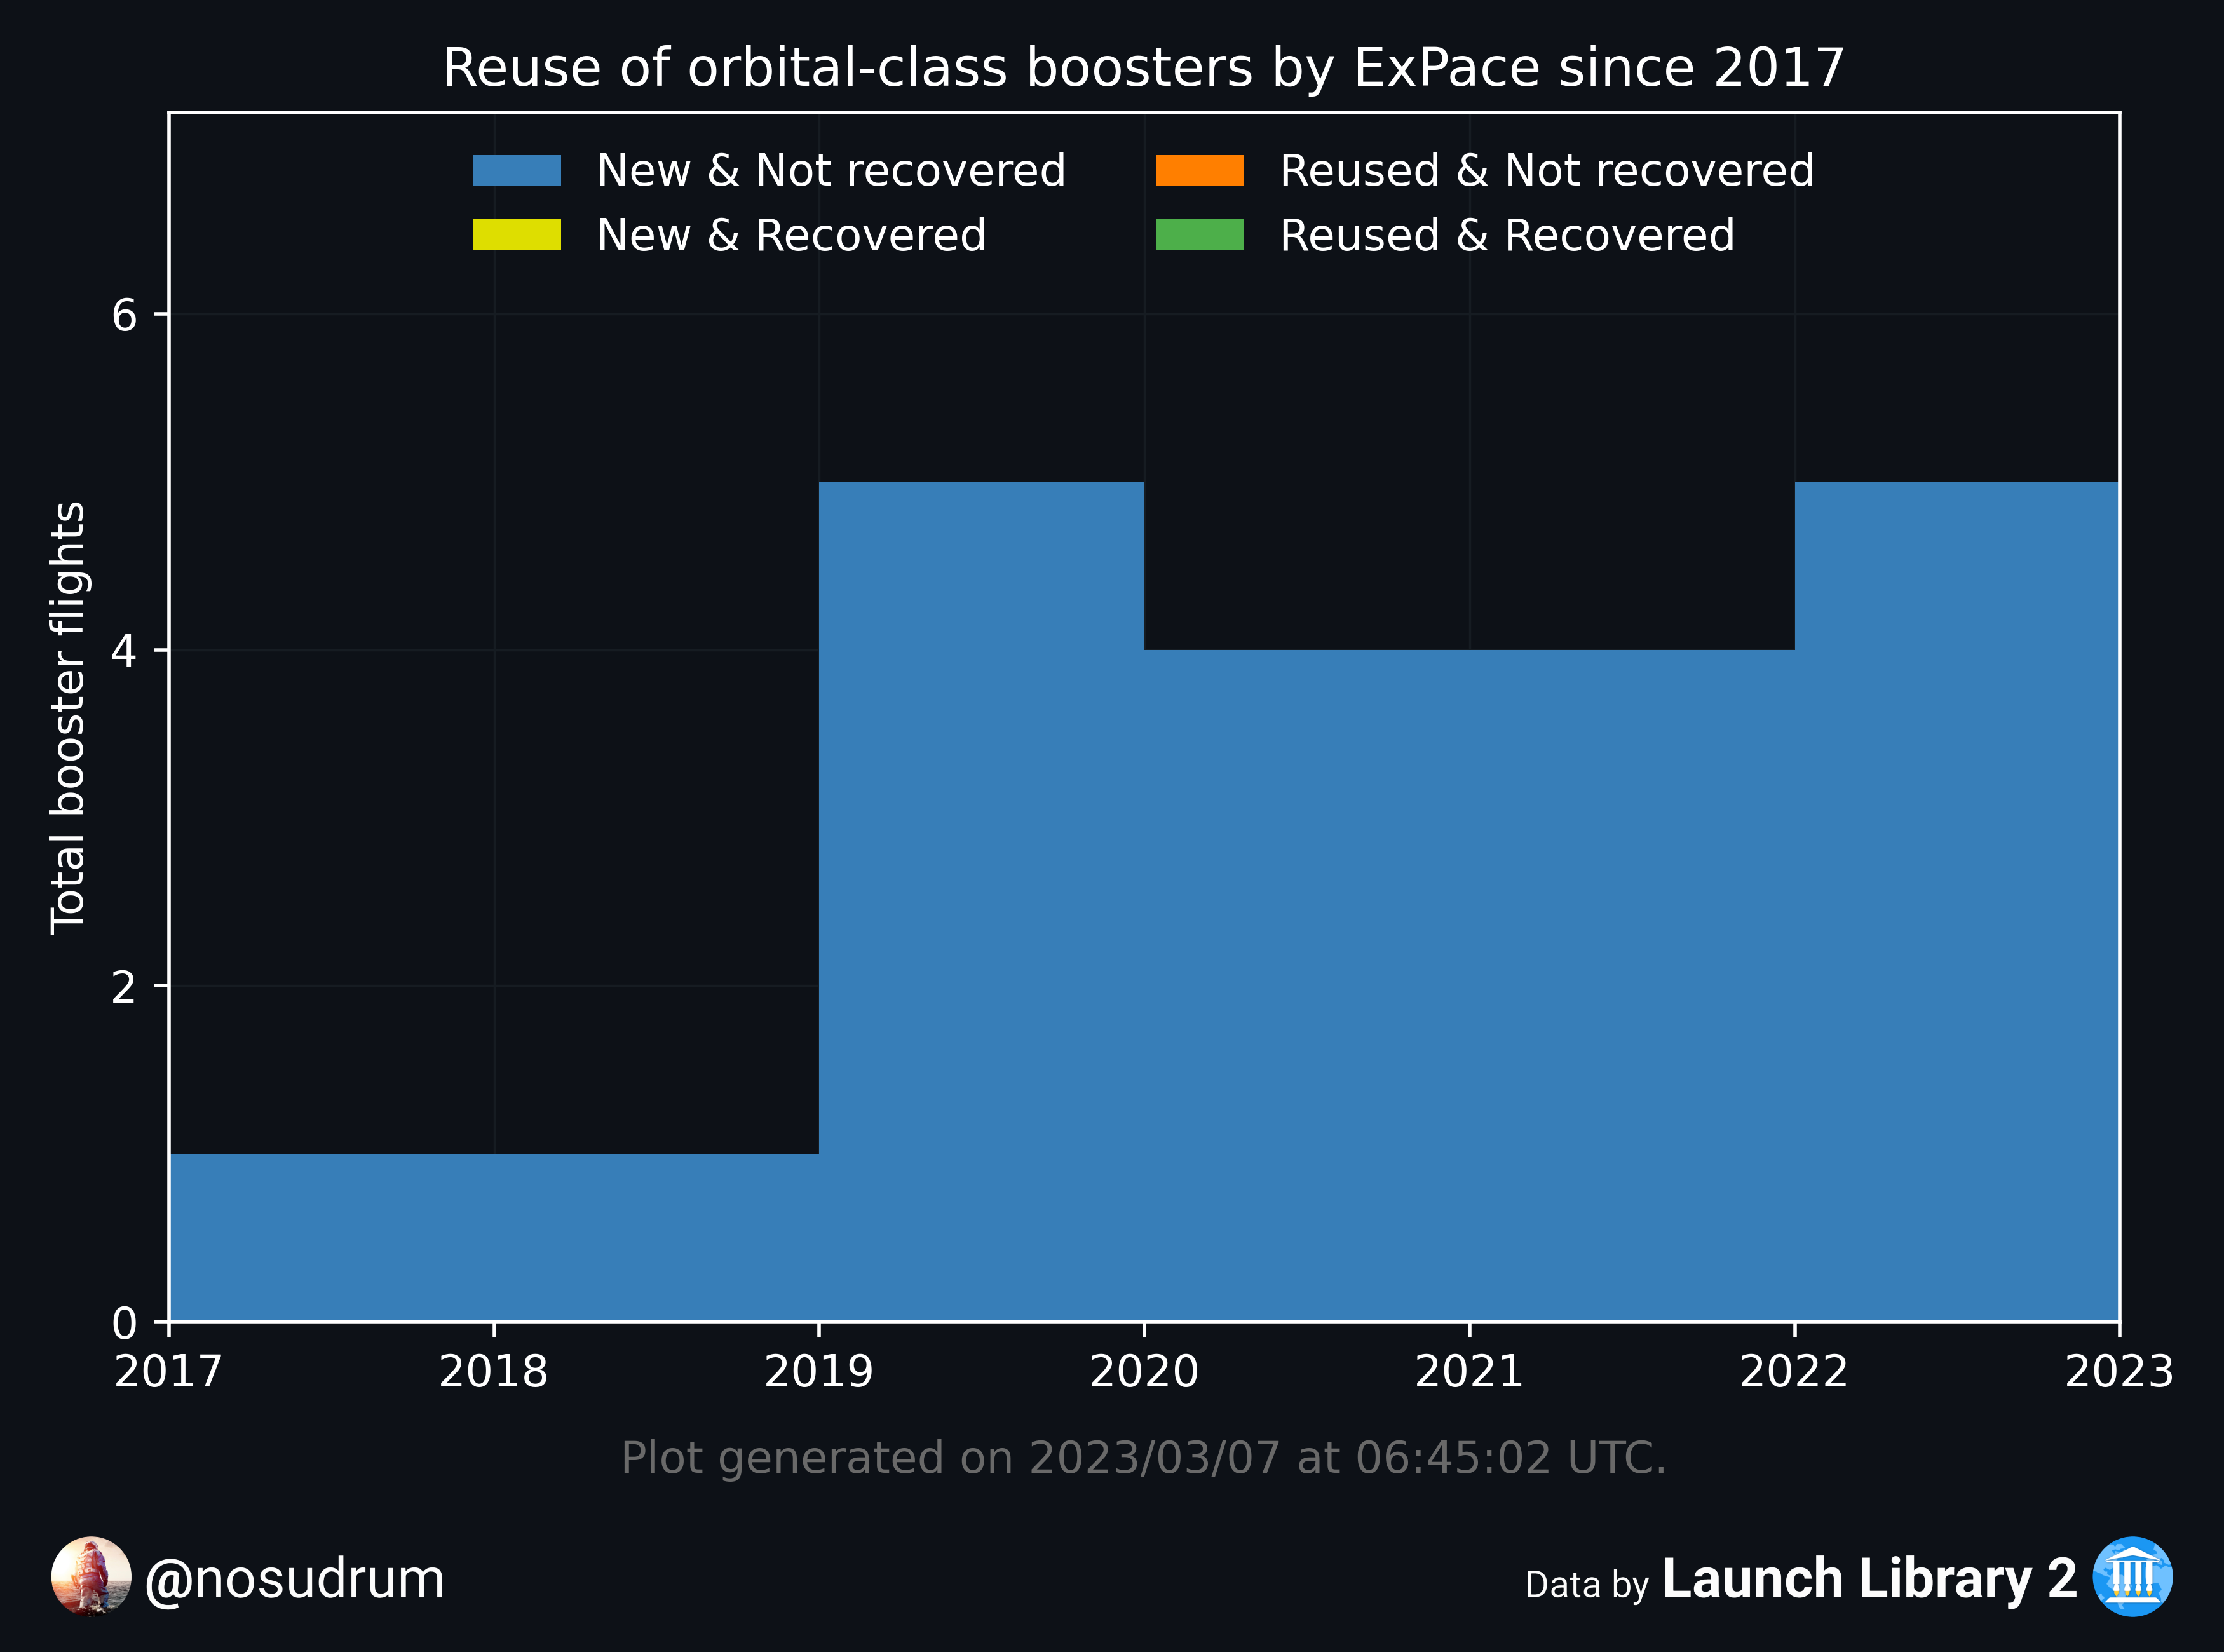 Reuse of orbital-class boosters by ExPace since 2017
New & Not recovered
New & Recovered
Reused & Not recovered
Reused & Recovered
Total booster flights
6
4
2
0
2017 2018 2019 2020 2021 2022 2023
Plot generated on 2023/03/07 at 06:45:02 UTC.
@nosudrum
Data by Launch Library 2